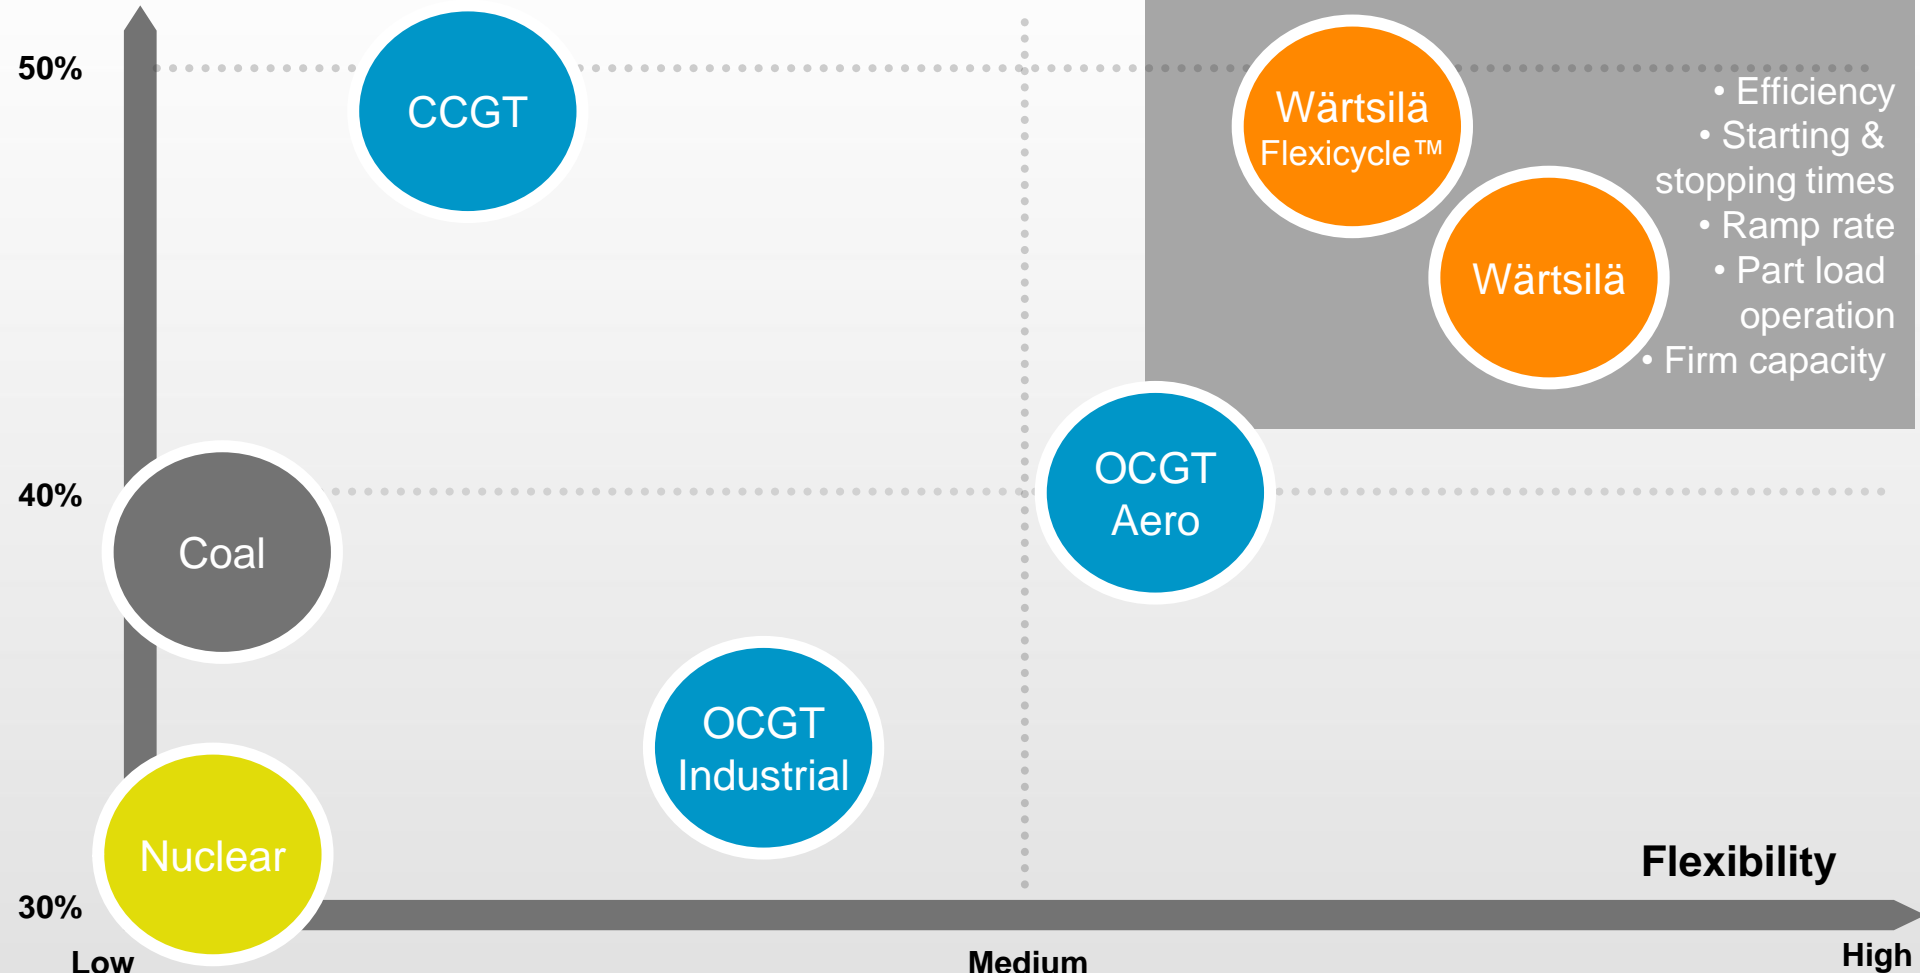 50%
CCGT
Wärtsilä
Flexicycle™
• Efficiency
• Starting &
stopping times
• Ramp rate
• Part load
operation
• Firm capacity
Wärtsilä
40%
OCGT
Aero
Coal
OCGT
Industrial
Nuclear
Flexibility
30%
Low
Medium
High